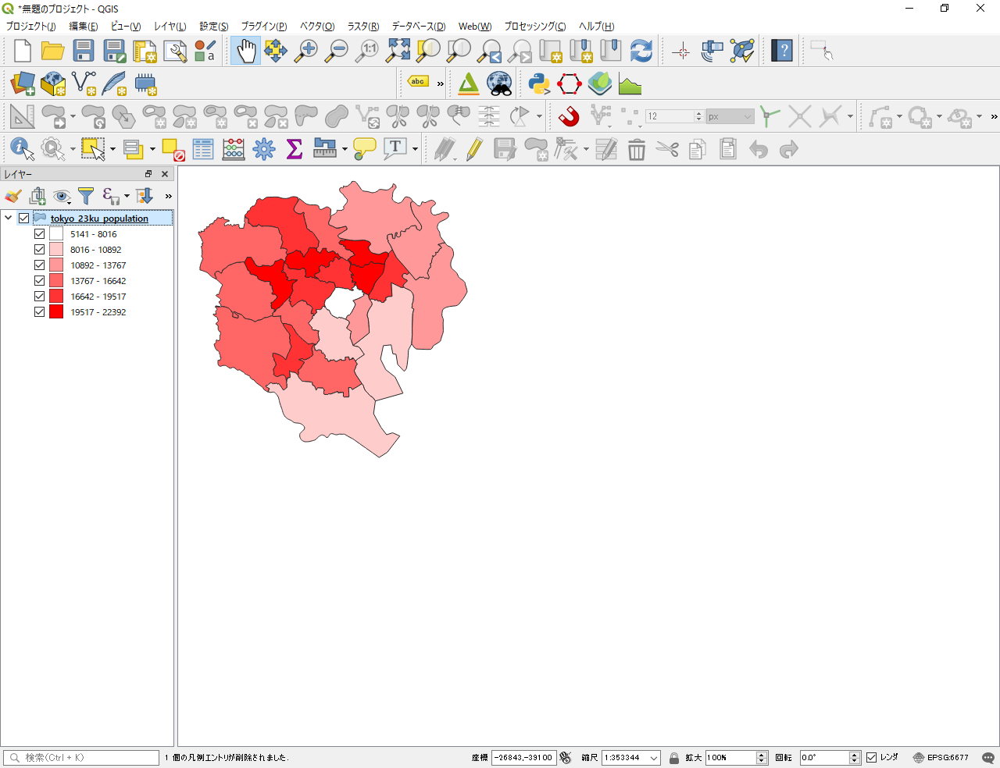 *無題のプロジェクト - QGIS
プロジェクト(J) 編集(E) ビュー(V) レイヤ(L) 設定(S) プラグイン(P) ベクタ(O) ラスタ(R) データベース(D) Web(W) プロセッシング(C) ヘルプ(H)
1:1 a ?
abc »
12 px »
T
レイヤー
ε »
tokyo_23ku_population
5141 - 8016
8016 - 10892
10892 - 13767
13767 - 16642
16642 - 19517
19517 - 22392
検索(Ctrl + K) 1 個の凡例エントリが削除されました. 座標 -26843,-39100 縮尺 1:353344 拡大 100% 回転 0.0° レンダ EPSG:6677